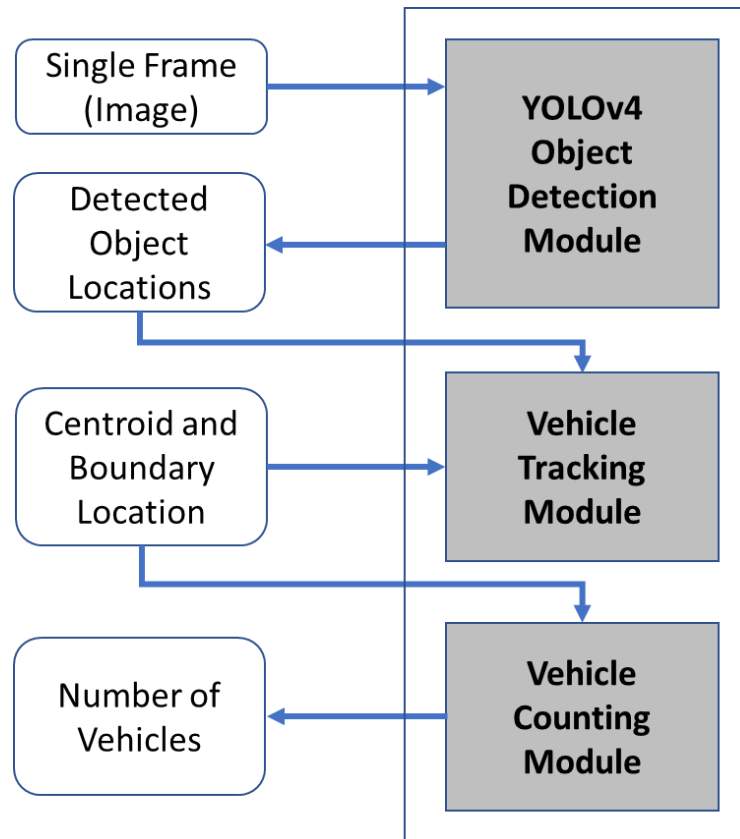 Single Frame
(Image)
YOLOv4
Object
Detection
Module
Detected
Object
Locations
Centroid and
Boundary
Location
Vehicle
Tracking
Module
Number of
Vehicles
Vehicle
Counting
Module